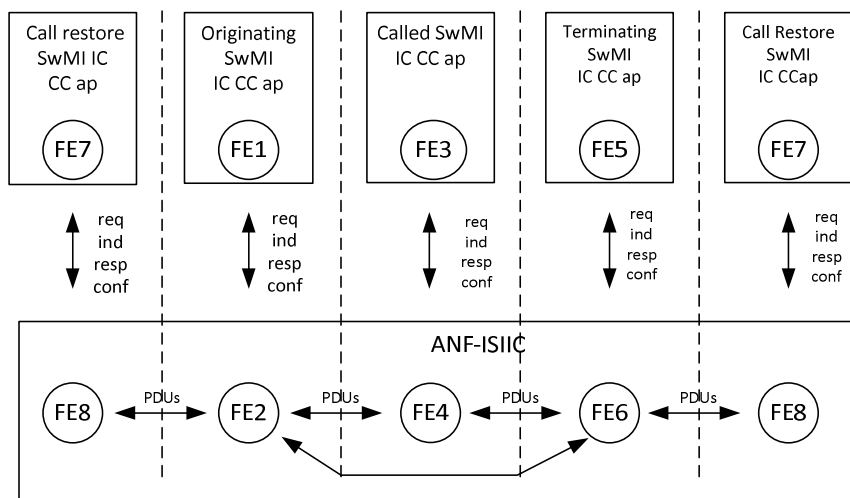 Call restore
SwMI IC
CC ap
FE7
Originating
SwMI
IC CC ap
FE1
Called SwMI
IC CC ap
FE3
Terminating
SwMI
IC CC ap
FE5
Call Restore
SwMI
IC CCap
FE7
req
ind
resp
conf
req
ind
resp
conf
req
ind
resp
conf
req
ind
resp
conf
req
ind
resp
conf
ANF-ISIIC
FE8
PDUs
FE2
PDUs
FE4
PDUs
FE6
PDUs
FE8